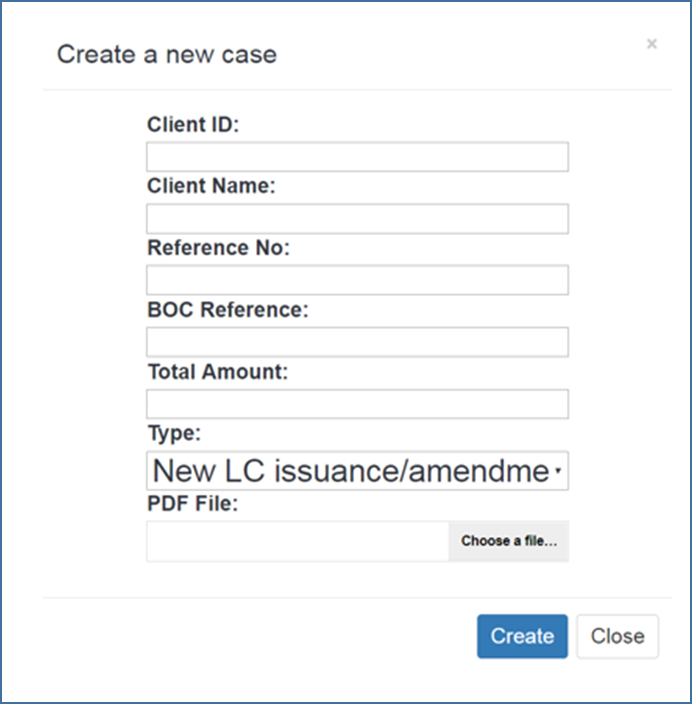 Create a new case
×
Client ID:
Client Name:
Reference No:
BOC Reference:
Total Amount:
Type:
New LC issuance/amendme
PDF File:
Choose a file...
Create Close